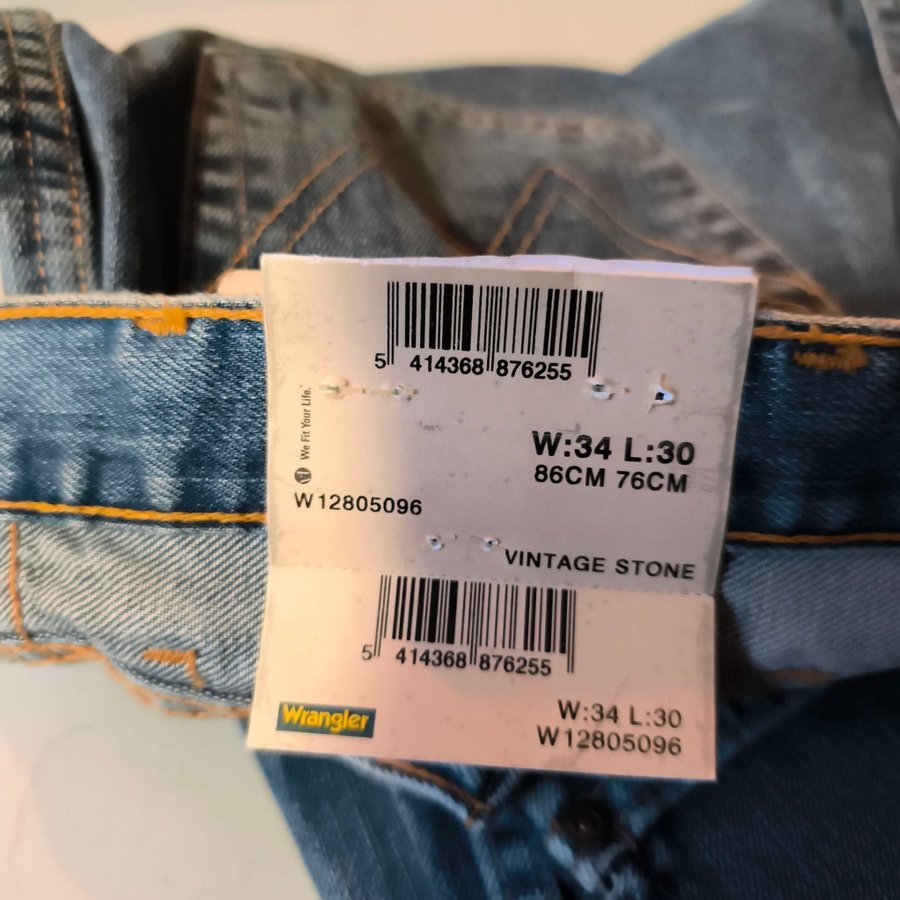 5 414368 876255
We Fit Your Life.
W:34 L:30
86CM 76CM
W12805096
VINTAGE STONE
5 414368 876255
Wrangler
W:34 L:30
W12805096